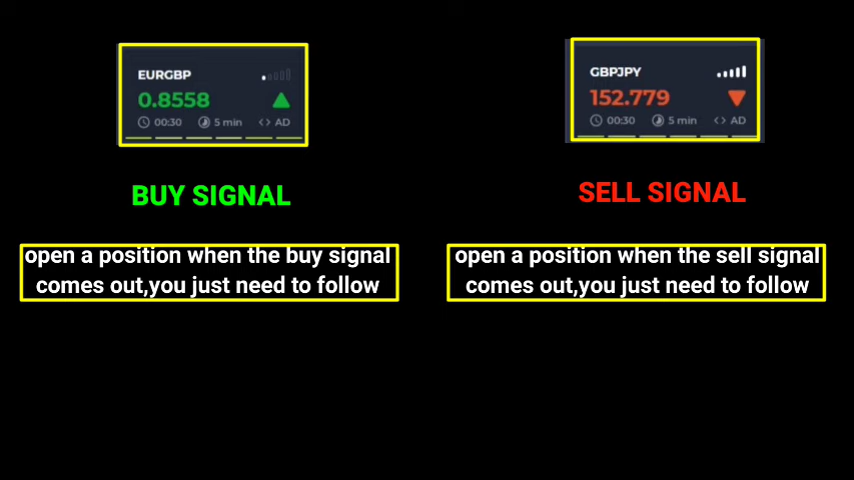 EURGBP
0.8558
00:30 5 min <> AD
BUY SIGNAL
open a position when the buy signal
comes out,you just need to follow
GBPJPY
152.779
00:30 5 min <> AD
SELL SIGNAL
open a position when the sell signal
comes out,you just need to follow